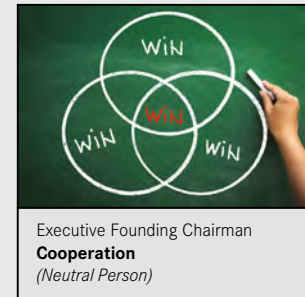 WiN
WiN
WiN
WiN
Executive Founding Chairman
Cooperation
(Neutral Person)